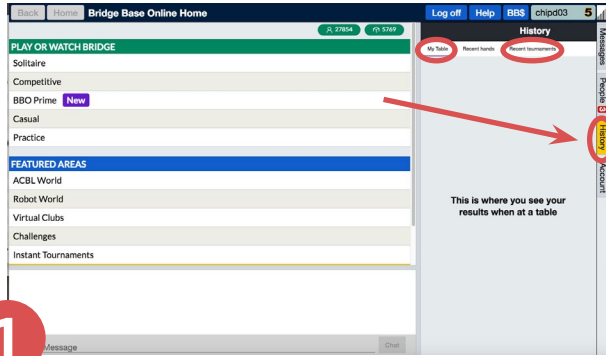 Back Home Bridge Base Online Home
Log off Help BB$ chipd03 5
27854 5769
PLAY OR WATCH BRIDGE
Solitaire
Competitive
BBO Prime New
Casual
Practice
FEATURED AREAS
ACBL World
Robot World
Virtual Clubs
Challenges
Instant Tournaments
Message
Chat
History
My Table Recent hands Recent tournaments
This is where you see your
results when at a table
Messages
People 3
History
Account
1